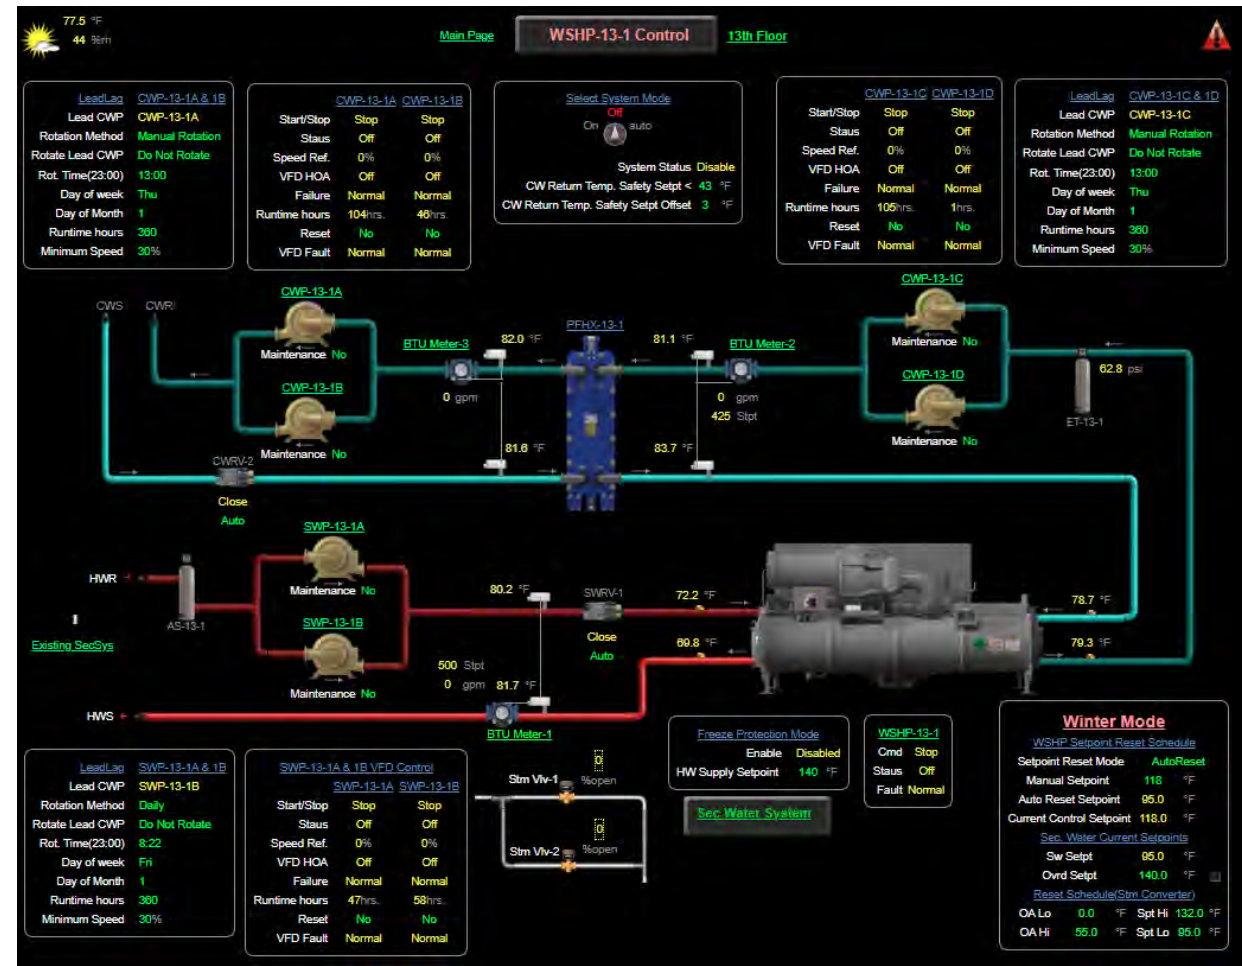 77.5 °F
44 %rh
Main Page
WSHP-13-1 Control
13th Floor
LeadLag CWP-13-1A & 1B
Lead CWP CWP-13-1A
Rotation Method Manual Rotation
Rotate Lead CWP Do Not Rotate
Rot. Time(23:00) 13:00
Day of week Thu
Day of Month 1
Runtime hours 360
Minimum Speed 30%
CWP-13-1A CWP-13-1B
Start/Stop Stop Stop
Staus Off Off
Speed Ref. 0% 0%
VFD HOA Off Off
Failure Normal Normal
Runtime hours 104hrs. 46hrs.
Reset No No
VFD Fault Normal Normal
Select System Mode
Off
On auto
System Status Disable
CW Return Temp. Safety Setpt < 43 °F
CW Return Temp. Safety Setpt Offset 3 °F
CWP-13-1C CWP-13-1D
Start/Stop Stop Stop
Staus Off Off
Speed Ref. 0% 0%
VFD HOA Off Off
Failure Normal Normal
Runtime hours 105hrs. 1hrs.
Reset No No
VFD Fault Normal Normal
LeadLag CWP-13-1C & 1D
Lead CWP CWP-13-1C
Rotation Method Manual Rotation
Rotate Lead CWP Do Not Rotate
Rot. Time(23:00) 13:00
Day of week Thu
Day of Month 1
Runtime hours 360
Minimum Speed 30%
CWS CWR
CWP-13-1A
Maintenance No
CWP-13-1B
Maintenance No
BTU Meter-3
0 gpm
82.0 °F
81.6 °F
PFHX-13-1
81.1 °F
83.7 °F
BTU Meter-2
0 gpm
425 Stpt
CWP-13-1C
Maintenance No
CWP-13-1D
Maintenance No
62.8 psi
ET-13-1
CWRV-2
Close
Auto
SWP-13-1A
Maintenance No
SWP-13-1B
Maintenance No
HWR
AS-13-1
Existing SecSys
HWS
80.2 °F
500 Stpt
0 gpm 81.7 °F
BTU Meter-1
SWRV-1
Close
Auto
72.2 °F
69.8 °F
78.7 °F
79.3 °F
LeadLag SWP-13-1A & 1B
Lead CWP SWP-13-1B
Rotation Method Daily
Rotate Lead CWP Do Not Rotate
Rot. Time(23:00) 8:22
Day of week Fri
Day of Month 1
Runtime hours 360
Minimum Speed 30%
SWP-13-1A & 1B VFD Control
SWP-13-1A SWP-13-1B
Start/Stop Stop Stop
Staus Off Off
Speed Ref. 0% 0%
VFD HOA Off Off
Failure Normal Normal
Runtime hours 47hrs. 58hrs.
Reset No No
VFD Fault Normal Normal
0
Stm Vlv-1 %open
0
Stm Vlv-2 %open
Freeze Protection Mode
Enable Disabled
HW Supply Setpoint 140 °F
Sec Water System
WSHP-13-1
Cmd Stop
Staus Off
Fault Normal
Winter Mode
WSHP Setpoint Reset Schedule
Setpoint Reset Mode AutoReset
Manual Setpoint 118 °F
Auto Reset Setpoint 95.0 °F
Current Control Setpoint 118.0 °F
Sec. Water Current Setpoints
Sw Setpt 95.0 °F
Ovrd Setpt 140.0 °F
Reset Schedule(Stm Converter)
OA Lo 0.0 °F Spt Hi 132.0 °F
OA Hi 55.0 °F Spt Lo 95.0 °F